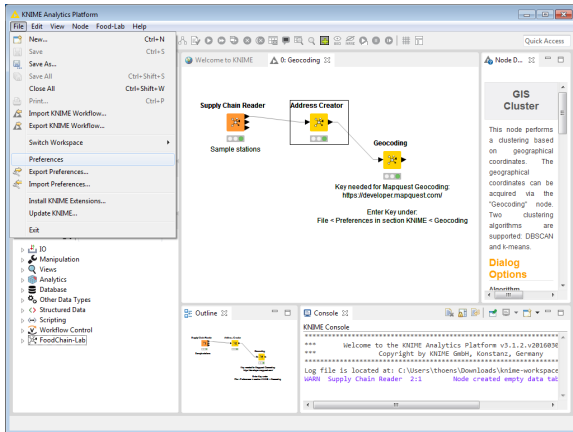 KNIME Analytics Platform
File Edit View Node Food-Lab Help
New... Ctrl+N
Save Ctrl+S
Save As...
Save All Ctrl+Shift+S
Close All Ctrl+Shift+W
Print... Ctrl+P
Import KNIME Workflow...
Export KNIME Workflow...
Switch Workspace
Preferences
Export Preferences...
Import Preferences...
Install KNIME Extensions...
Update KNIME...
Exit
IO
Manipulation
Views
Analytics
Database
Other Data Types
Structured Data
Scripting
Workflow Control
FoodChain-Lab
Quick Access
Welcome to KNIME
0: Geocoding
Supply Chain Reader
Sample stations
Address Creator
Geocoding
Key needed for Mapquest Geocoding:
https://developer.mapquest.com/
Enter Key under:
File < Preferences in section KNIME < Geocoding
Node D...
GIS
Cluster
This node performs
a clustering based
on geographical
coordinates. The
geographical
coordinates can be
acquired via the
"Geocoding" node.
Two clustering
algorithms are
supported: DBSCAN
and k-means.
Dialog
Options
Algorithm
Outline
Console
KNIME Console
*** Welcome to the KNIME Analytics Platform v3.1.2.v2016030
*** Copyright by KNIME GmbH, Konstanz, Germany
Log file is located at: C:\Users\thoens\Downloads\knime-workspace
WARN Supply Chain Reader 2:1 Node created empty data tab